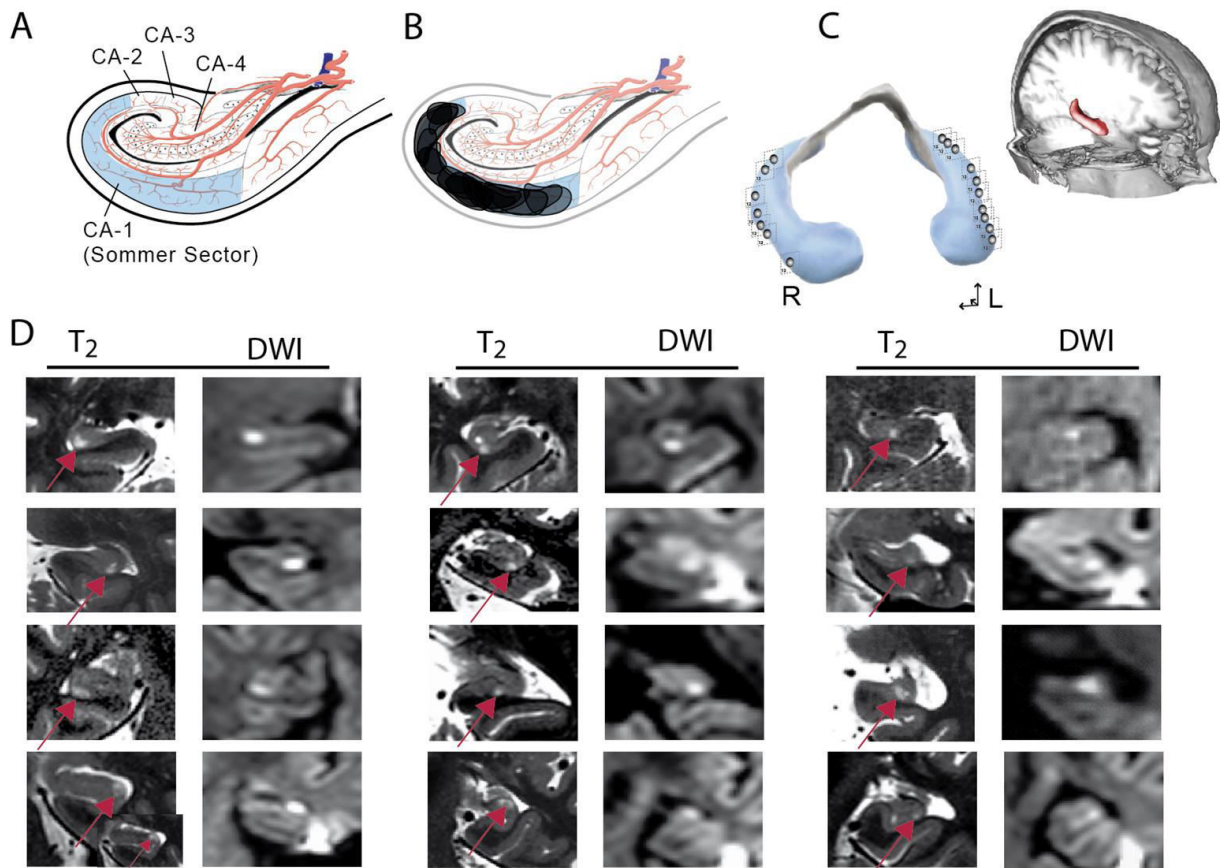 A
B
C
CA-3
CA-2
CA-4
CA-1
(Sommer Sector)
R
L
D
T2 DWI
T2 DWI
T2 DWI